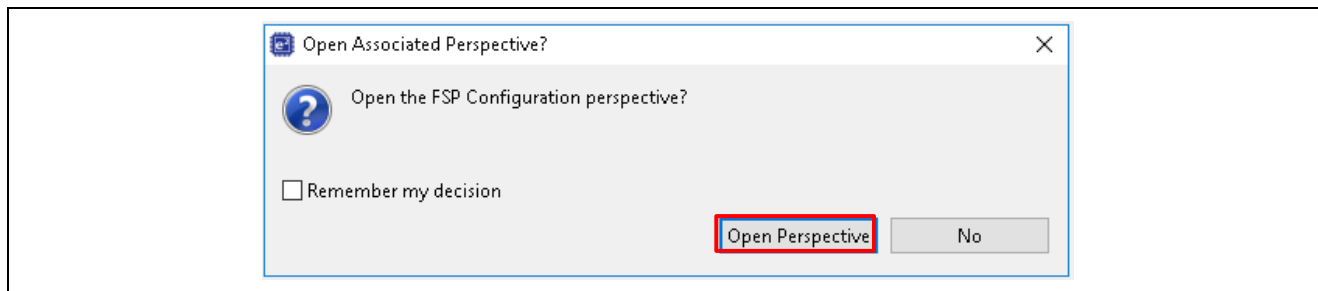 Open Associated Perspective?
Open the FSP Configuration perspective?
Remember my decision
Open Perspective No